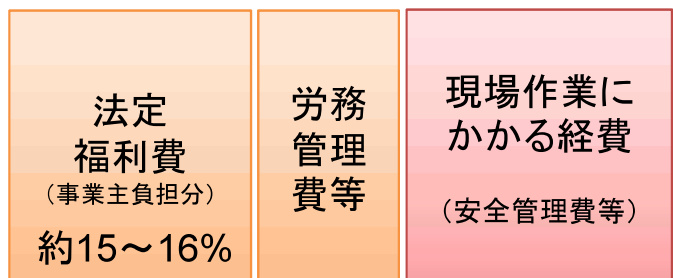 法定
福利費
（事業主負担分）
約15～16%
労務
管理
費等
現場作業に
かかる経費
（安全管理費等）